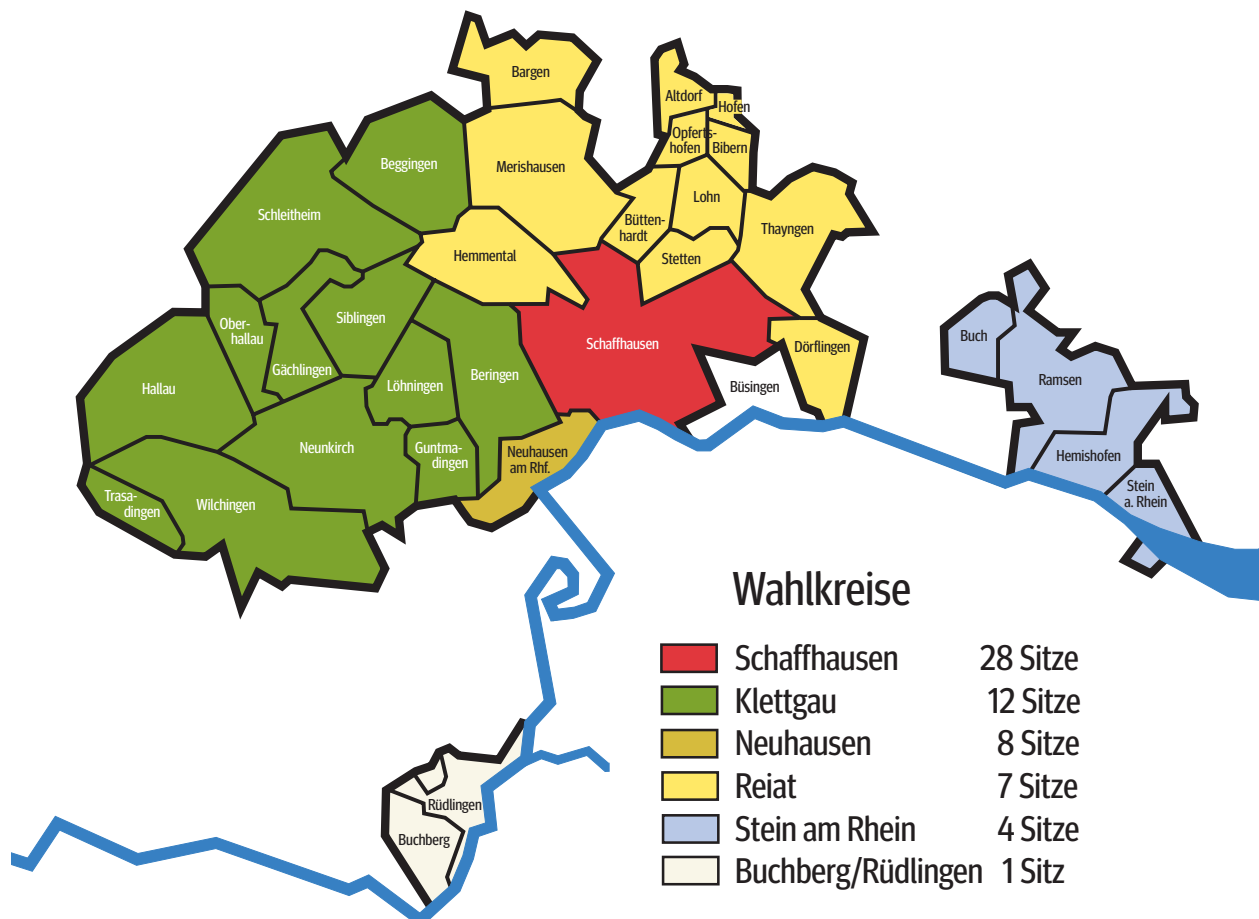 Bargen
Altdorf
Hofen
Opferts-
hofen
Bibern
Beggingen
Merishausen
Lohn
Schleitheim
Bütten-
hardt
Thayngen
Hemmental
Stetten
Siblingen
Ober-
hallau
Schaffhausen
Dörflingen
Buch
Gächlingen
Beringen
Ramsen
Hallau
Löhningen
Büsingen
Neunkirch
Guntma-
dingen
Neuhausen
am Rhf.
Hemishofen
Stein
a. Rhein
Trasa-
dingen
Wilchingen
Rüdlingen
Buchberg
Wahlkreise
Schaffhausen 28 Sitze
Klettgau 12 Sitze
Neuhausen 8 Sitze
Reiat 7 Sitze
Stein am Rhein 4 Sitze
Buchberg/Rüdlingen 1 Sitz